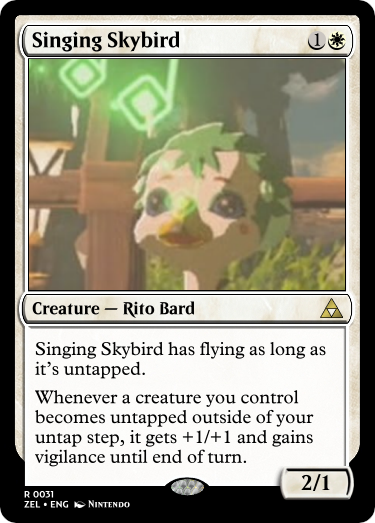 Singing Skybird 1
Creature — Rito Bard
Singing Skybird has flying as long as
it's untapped.
Whenever a creature you control
becomes untapped outside of your
untap step, it gets +1/+1 and gains
vigilance until end of turn.
2/1
R 0031
ZEL • ENG Nintendo